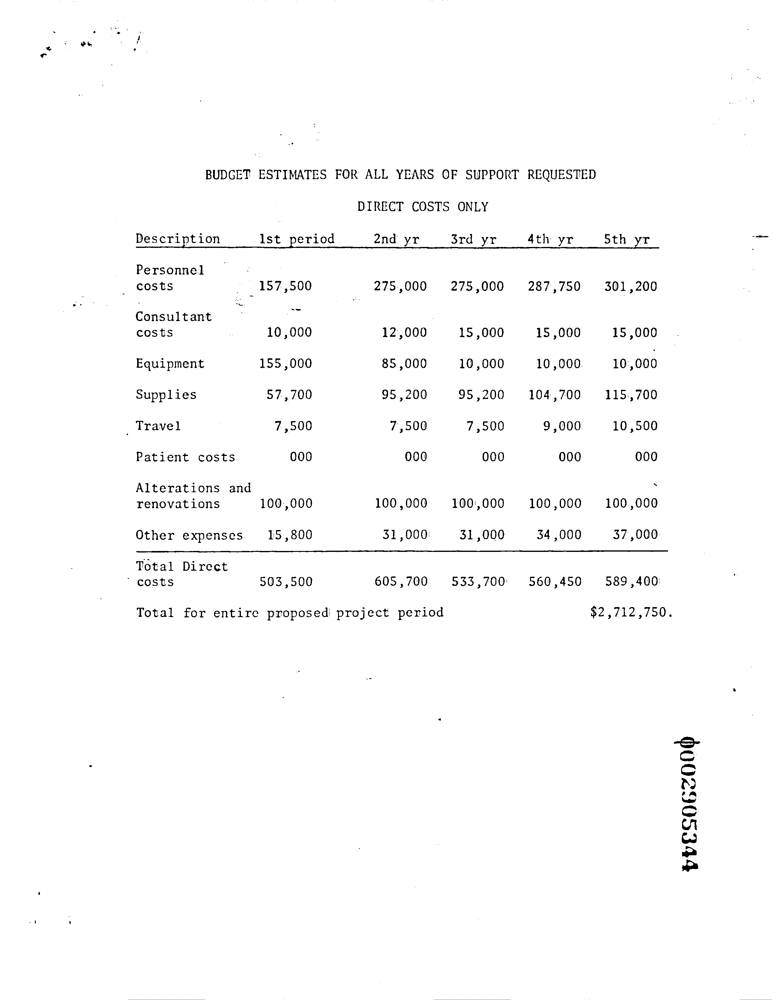 BUDGET ESTIMATES FOR ALL YEARS OF SUPPORT REQUESTED
DIRECT COSTS ONLY
Description 1st period 2nd yr 3rd yr 4th yr 5th yr
Personnel
costs 157,500 275,000 275,000 287,750 301,200
Consultant
costs 10,000 12,000 15,000 15,000 15,000
Equipment 155,000 85,000 10,000 10,000 10,000
Supplies 57,700 95,200 95,200 104,700 115,700
Travel 7,500 7,500 7,500 9,000 10,500
Patient costs 000 000 000 000 000
Alterations and
renovations 100,000 100,000 100,000 100,000 100,000
Other expenses 15,800 31,000 31,000 34,000 37,000
Total Direct
costs 503,500 605,700 533,700 560,450 589,400
Total for entire proposed project period $2,712,750.
0002905344